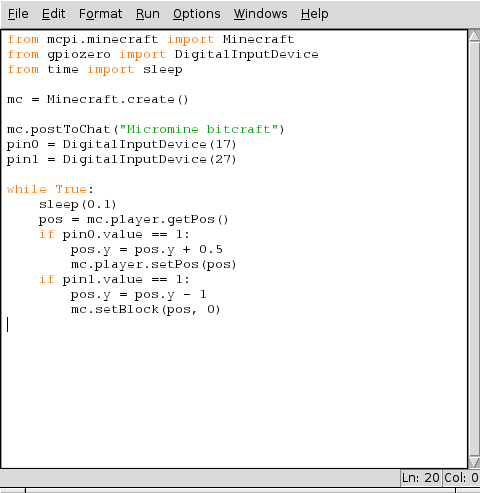 File Edit Format Run Options Windows Help
from mcpi.minecraft import Minecraft
from gpiozero import DigitalInputDevice
from time import sleep
mc = Minecraft.create()
mc.postToChat("Micromine bitcraft")
pin0 = DigitalInputDevice(17)
pin1 = DigitalInputDevice(27)
while True:
    sleep(0.1)
    pos = mc.player.getPos()
    if pin0.value == 1:
        pos.y = pos.y + 0.5
        mc.player.setPos(pos)
    if pin1.value == 1:
        pos.y = pos.y - 1
        mc.setBlock(pos, 0)
Ln: 20 Col: 0